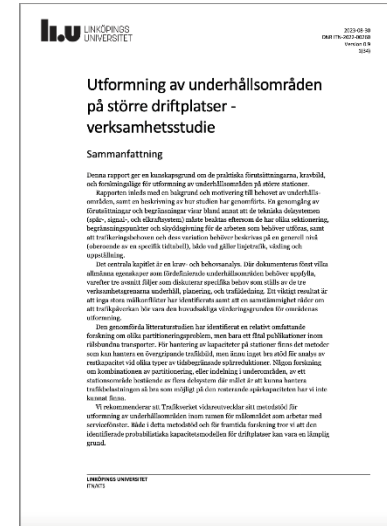 LINKÖPINGS
UNIVERSITET
2023-08-30
DNR ITN-2022-00268
Version 0.9
1(54)
Utformning av underhållsområden
på större driftplatser -
verksamhetsstudie
Sammanfattning
Denna rapport ger en kunskapsgrund om de praktiska förutsättningarna, kravbild,
och forskningsläge för utformning av underhållsområden på större stationer.
Rapporten inleds med en bakgrund och motivering till behovet av underhålls-
områden, samt en beskrivning av hur studien har genomförts. En genomgång av
förutsättningar och begränsningar visar bland annat att de tekniska delsystemen
(spår-, signal-, och elkraftsystem) måste beaktas eftersom de har olika sektionering,
begränsningspunkter och skyddsgivning för de arbeten som behöver utföras, samt
att trafikeringsbehoven och dess variation behöver beskrivas på en generell nivå
(oberoende av en specifik tidtabell), både vad gäller linjetrafik, växling och
uppställning.
Det centrala kapitlet är en krav- och behovsanalys. Där dokumenteras först vilka
allmänna egenskaper som fördefinierade underhållsområden behöver uppfylla,
varefter tre avsnitt följer som diskuterar specifika behov som ställs av de tre
verksamhetsgrenarna underhåll, planering, och trafikledning. Ett viktigt resultat är
att inga stora målkonflikter har identifierats samt att en samstämmighet råder om
att trafikpåverkan bör vara den huvudsakliga värderingsgrunden för områdenas
utformning.
Den genomförda litteraturstudien har identifierat en relativt omfattande
forskning om olika partitioneringsproblem, men bara ett fåtal publikationer inom
rälsbundna transporter. För hantering av kapaciteter på stationer finns det metoder
som kan hantera en övergripande trafikbild, men ännu inget bra stöd för analys av
restkapacitet vid olika typer av tidsbegränsade spårreduktioner. Någon forskning
om kombinationen av partitionering, eller indelning i underområden, av ett
stationsområde bestående av flera delsystem där målet är att kunna hantera
trafikbelastningen så bra som möjligt på den resterande spårkapaciteten har vi inte
kunnat finna.
Vi rekommenderar att Trafikverket vidareutvecklar sitt metodstöd för
utformning av underhållsområden inom ramen för målområdet som arbetar med
servicefönster. Både i detta metodstöd och för framtida forskning tror vi att den
identifierade probabilistiska kapacitetsmodellen för driftplatser kan vara en lämplig
grund.
LINKÖPINGS UNIVERSITET
ITN/KTS